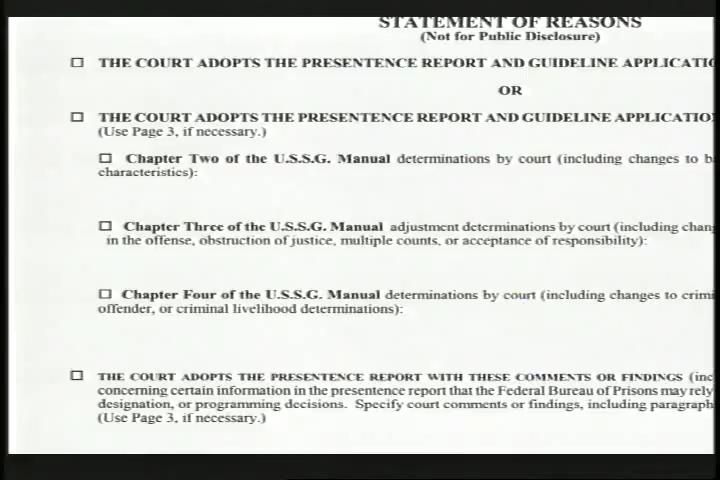 STATEMENT OF REASONS
(Not for Public Disclosure)
☐ THE COURT ADOPTS THE PRESENTENCE REPORT AND GUIDELINE APPLICATIO
OR
☐ THE COURT ADOPTS THE PRESENTENCE REPORT AND GUIDELINE APPLICATIO
(Use Page 3, if necessary.)
☐ Chapter Two of the U.S.S.G. Manual determinations by court (including changes to b
characteristics):
☐ Chapter Three of the U.S.S.G. Manual adjustment determinations by court (including chang
in the offense, obstruction of justice, multiple counts, or acceptance of responsibility):
☐ Chapter Four of the U.S.S.G. Manual determinations by court (including changes to crimi
offender, or criminal livelihood determinations):
☐ THE COURT ADOPTS THE PRESENTENCE REPORT WITH THESE COMMENTS OR FINDINGS (inc
concerning certain information in the presentence report that the Federal Bureau of Prisons may rely
designation, or programming decisions. Specify court comments or findings, including paragraph
(Use Page 3, if necessary.)